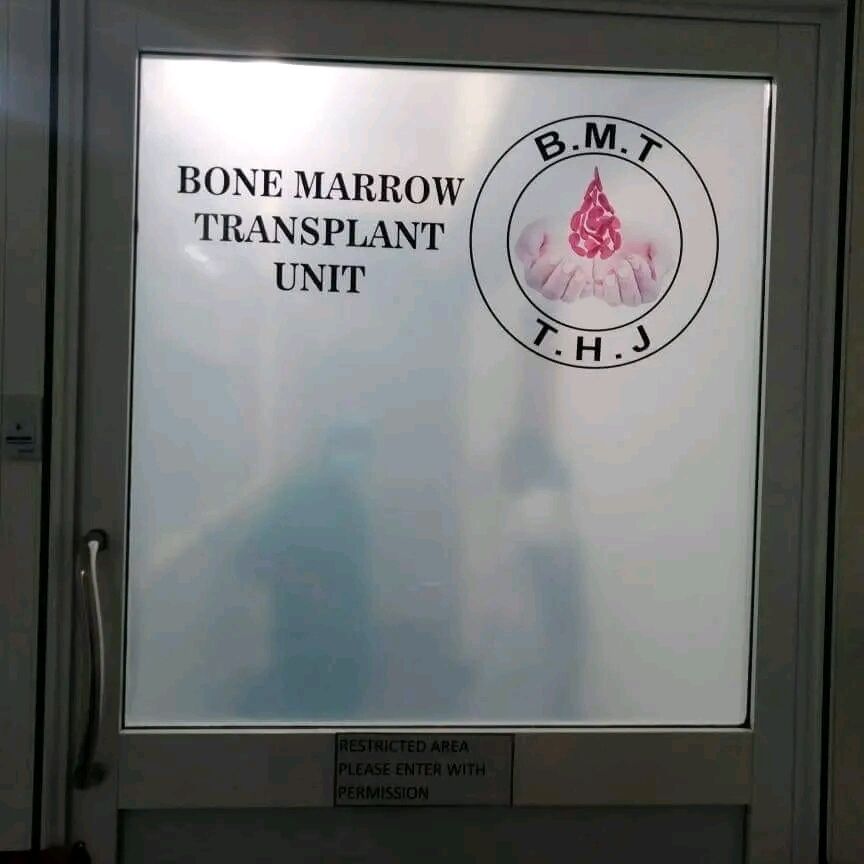 BONE MARROW
TRANSPLANT
UNIT
B.M.T
T.H.J
RESTRICTED AREA
PLEASE ENTER WITH
PERMISSION